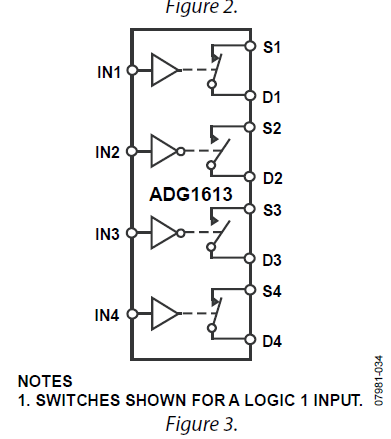 Figure 2.
IN1
S1
D1
IN2
S2
D2
ADG1613
IN3
S3
D3
IN4
S4
D4
NOTES
1. SWITCHES SHOWN FOR A LOGIC 1 INPUT.
07981-034
Figure 3.